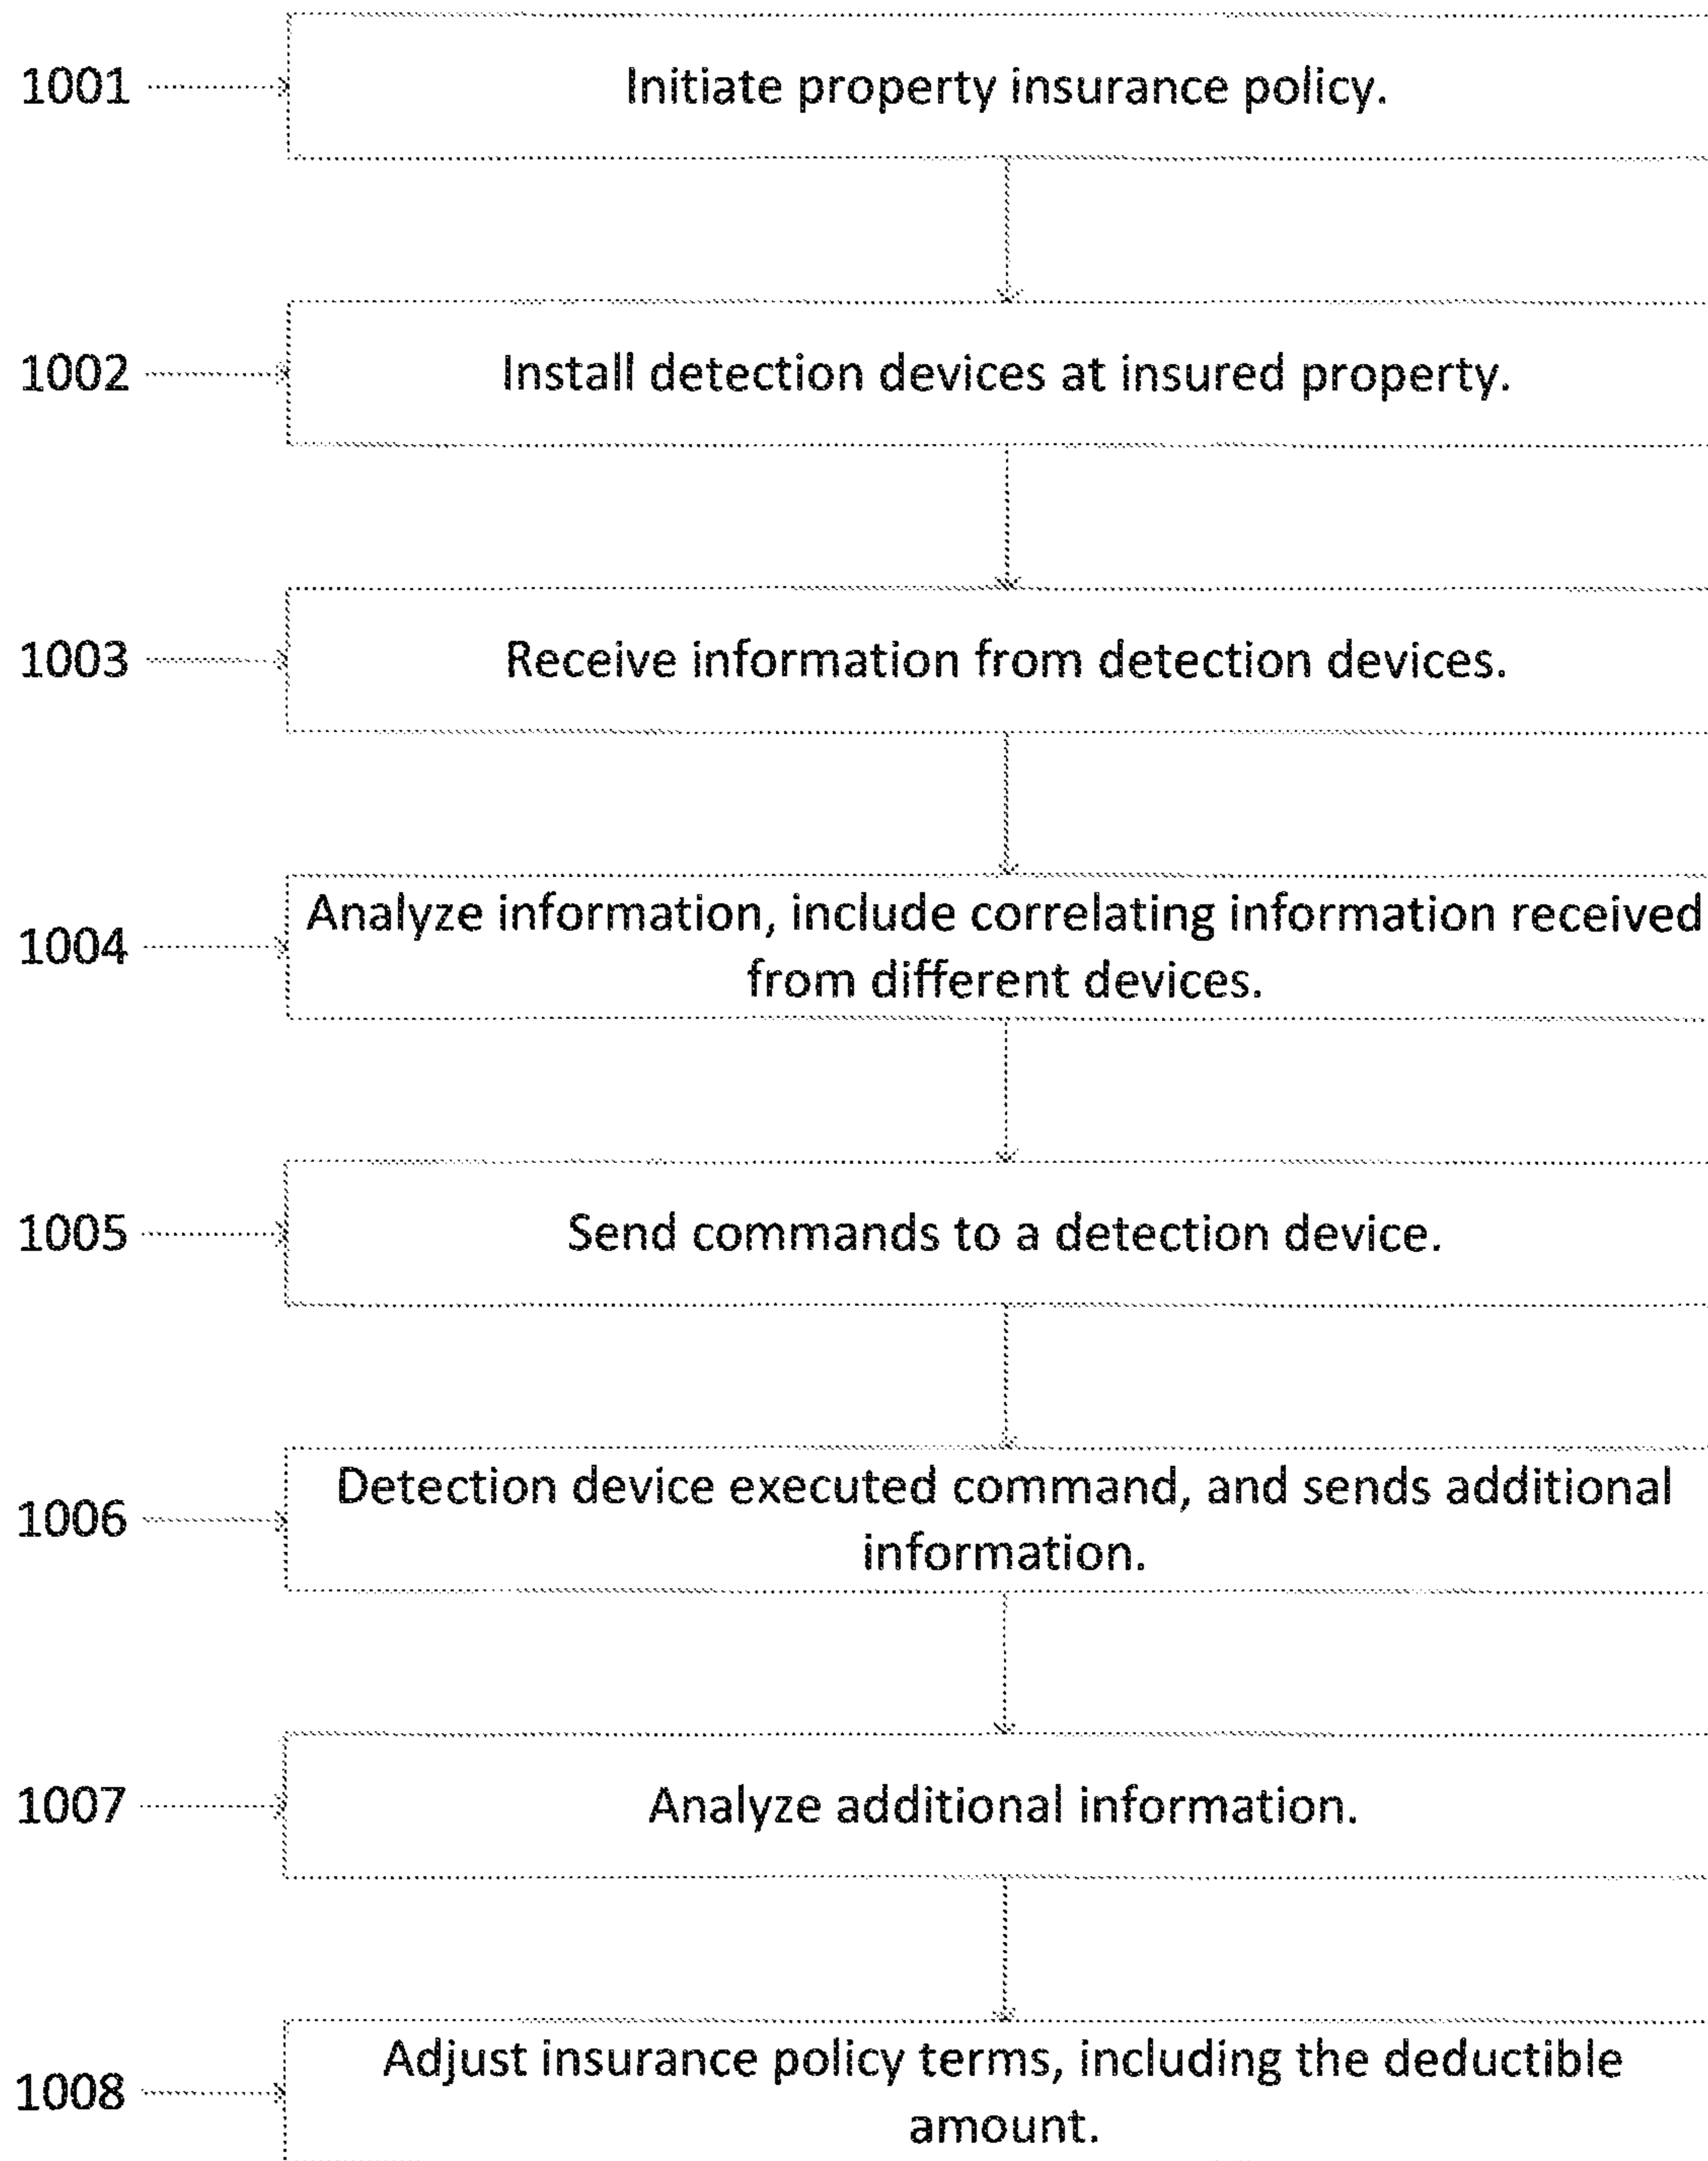 1001
Initiate property insurance policy.
1002
Install detection devices at insured property.
1003
Receive information from detection devices.
1004
Analyze information, include correlating information received
from different devices.
1005
Send commands to a detection device.
1006
Detection device executed command, and sends additional
information.
1007
Analyze additional information.
1008
Adjust insurance policy terms, including the deductible
amount.